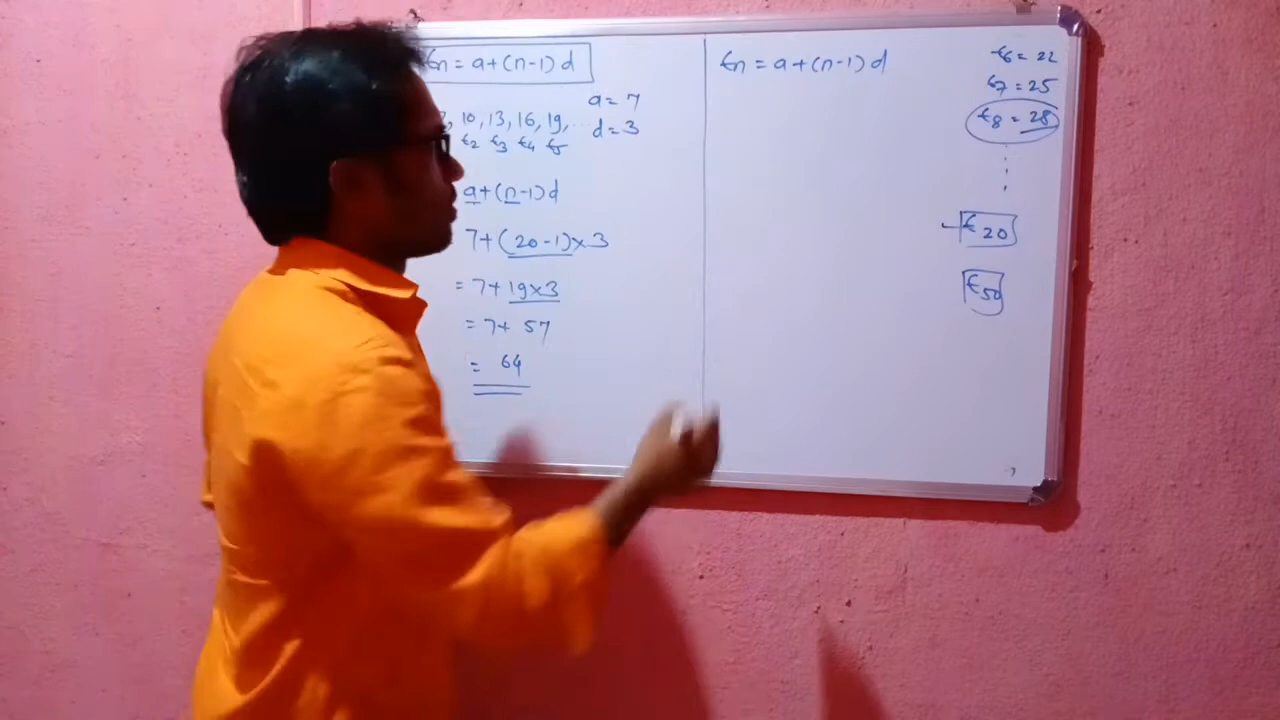 tn = a+(n-1)d
, 10, 13, 16, 19, ...
t2 t3 t4 t5
a = 7
d = 3
a+(n-1)d
7+(20-1)×3
= 7+19×3
= 7+ 57
= 64
tn = a+(n-1)d
t6 = 22
t7 = 25
t8 = 28
t20
t50